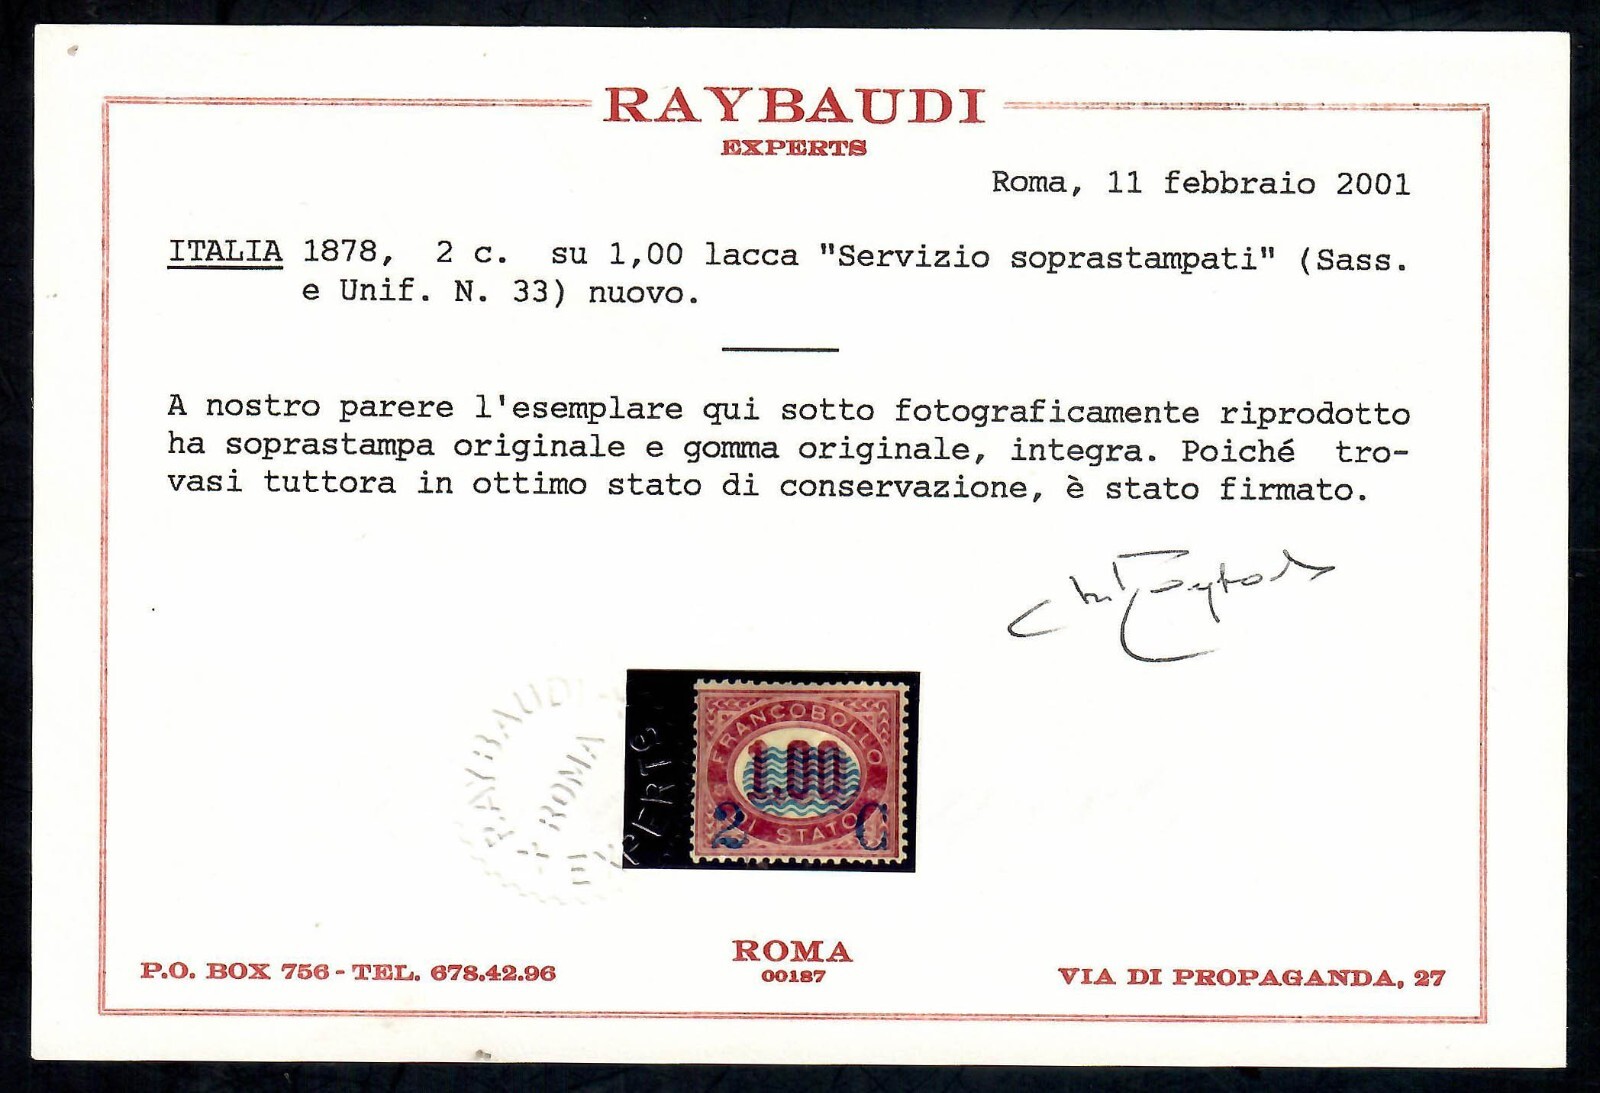 RAYBAUDI
EXPERTS
Roma, 11 febbraio 2001
ITALIA 1878, 2 c. su 1,00 lacca "Servizio soprastampati" (Sass.
e Unif. N. 33) nuovo.
A nostro parere l'esemplare qui sotto fotograficamente riprodotto
ha soprastampa originale e gomma originale, integra. Poiché tro-
vasi tuttora in ottimo stato di conservazione, è stato firmato.
RAYBAUDI
EXPERTS
ROMA
FRANCOBOLLO
1,00
DI STATO
2 C
ROMA
00187
P.O. BOX 756 - TEL. 678.42.96
VIA DI PROPAGANDA, 27